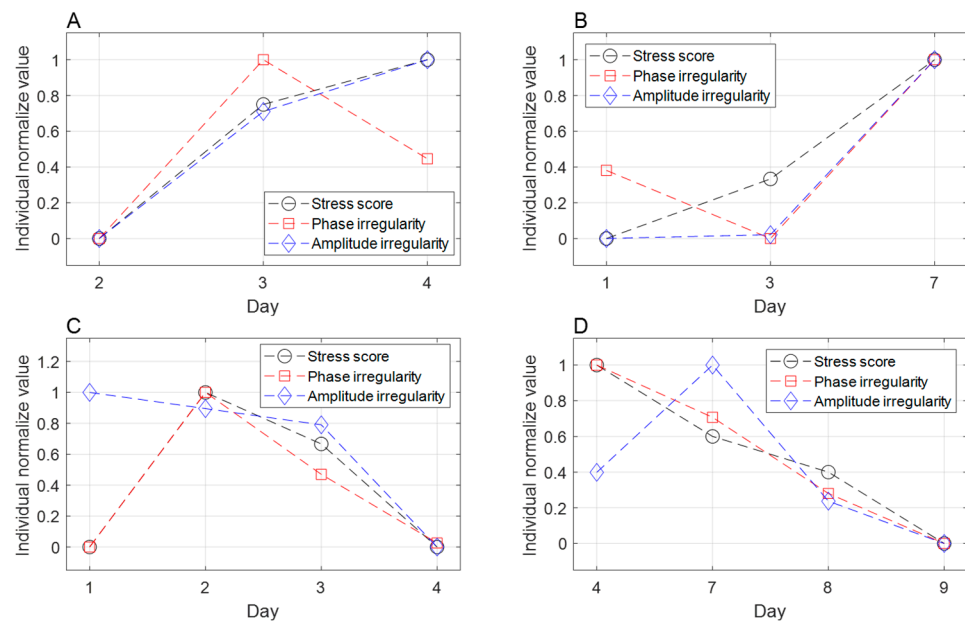 A
Individual normalize value
1
0.8
0.6
0.4
0.2
0
2
3
4
Day
Stress score
Phase irregularity
Amplitude irregularity
B
Individual normalize value
1
0.8
0.6
0.4
0.2
0
1
3
7
Day
Stress score
Phase irregularity
Amplitude irregularity
C
Individual normalize value
1.2
1
0.8
0.6
0.4
0.2
0
1
2
3
4
Day
Stress score
Phase irregularity
Amplitude irregularity
D
Individual normalize value
1
0.8
0.6
0.4
0.2
0
4
7
8
9
Day
Stress score
Phase irregularity
Amplitude irregularity